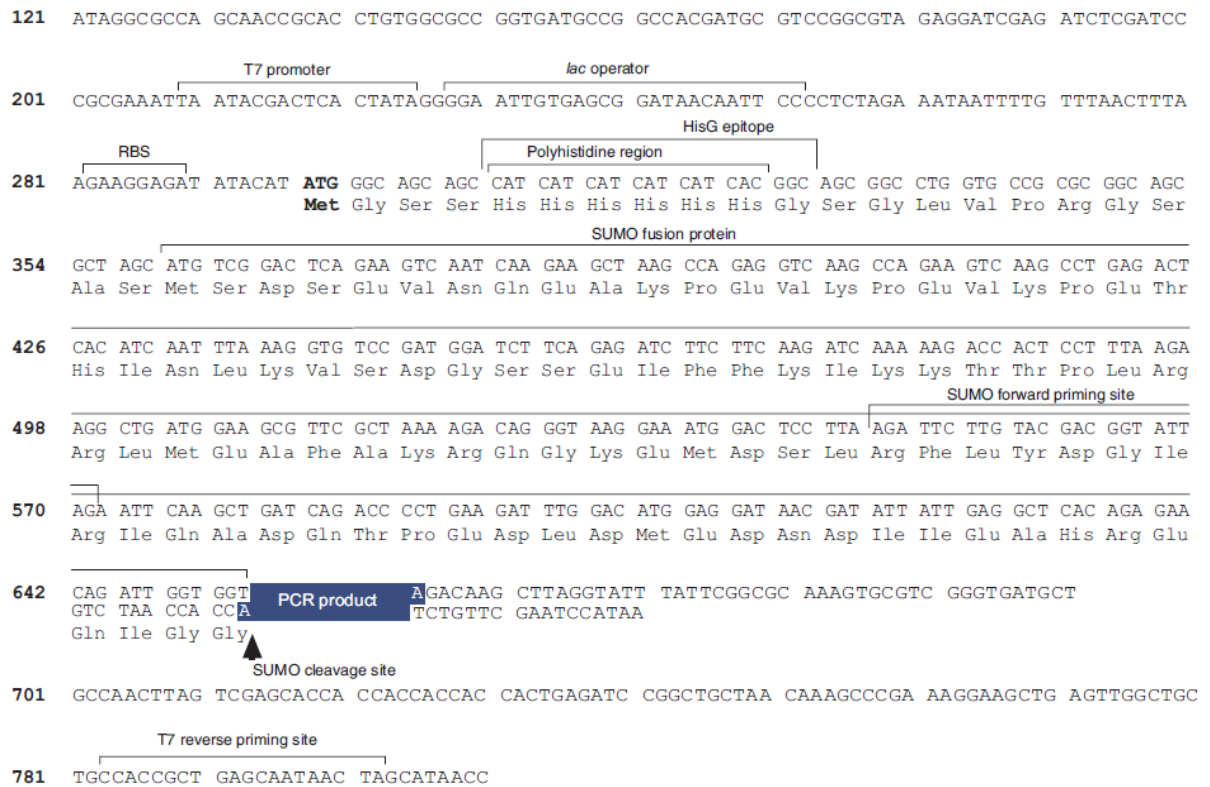 121 ATAGGCGCCA GCAACCGCAC CTGTGGCGCC GGTGATGCCG GCCACGATGC GTCCGGCGTA GAGGATCGAG ATCTCGATCC
T7 promoter lac operator
201 CGCGAAATTA ATACGACTCA CTATAGGGGA ATTGTGAGCG GATAACAATT CCCCTCTAGA AATAATTTTG TTTAACTTTA
HisG epitope
RBS Polyhistidine region
281 AGAAGGAGAT ATACAT ATG GGC AGC AGC CAT CAT CAT CAT CAT CAC GGC AGC GGC CTG GTG CCG CGC GGC AGC
Met Gly Ser Ser His His His His His His Gly Ser Gly Leu Val Pro Arg Gly Ser
SUMO fusion protein
354 GCT AGC ATG TCG GAC TCA GAA GTC AAT CAA GAA GCT AAG CCA GAG GTC AAG CCA GAA GTC AAG CCT GAG ACT
Ala Ser Met Ser Asp Ser Glu Val Asn Gln Glu Ala Lys Pro Glu Val Lys Pro Glu Val Lys Pro Glu Thr
426 CAC ATC AAT TTA AAG GTG TCC GAT GGA TCT TCA GAG ATC TTC TTC AAG ATC AAA AAG ACC ACT CCT TTA AGA
His Ile Asn Leu Lys Val Ser Asp Gly Ser Ser Glu Ile Phe Phe Lys Ile Lys Lys Thr Thr Pro Leu Arg
SUMO forward priming site
498 AGG CTG ATG GAA GCG TTC GCT AAA AGA CAG GGT AAG GAA ATG GAC TCC TTA AGA TTC TTG TAC GAC GGT ATT
Arg Leu Met Glu Ala Phe Ala Lys Arg Gln Gly Lys Glu Met Asp Ser Leu Arg Phe Leu Tyr Asp Gly Ile
570 AGA ATT CAA GCT GAT CAG ACC CCT GAA GAT TTG GAC ATG GAG GAT AAC GAT ATT ATT GAG GCT CAC AGA GAA
Arg Ile Gln Ala Asp Gln Thr Pro Glu Asp Leu Asp Met Glu Asp Asn Asp Ile Ile Glu Ala His Arg Glu
642 CAG ATT GGT GGT PCR product AGACAAG CTTAGGTATT TATTCGGCGC AAAGTGCGTC GGGTGATGCT
GTC TAA CCA CCA TCTGTTC GAATCCATAA
Gln Ile Gly Gly
SUMO cleavage site
701 GCCAACTTAG TCGAGCACCA CCACCACCAC CACTGAGATC CGGCTGCTAA CAAAGCCCGA AAGGAAGCTG AGTTGGCTGC
T7 reverse priming site
781 TGCCACCGCT GAGCAATAAC TAGCATAACC